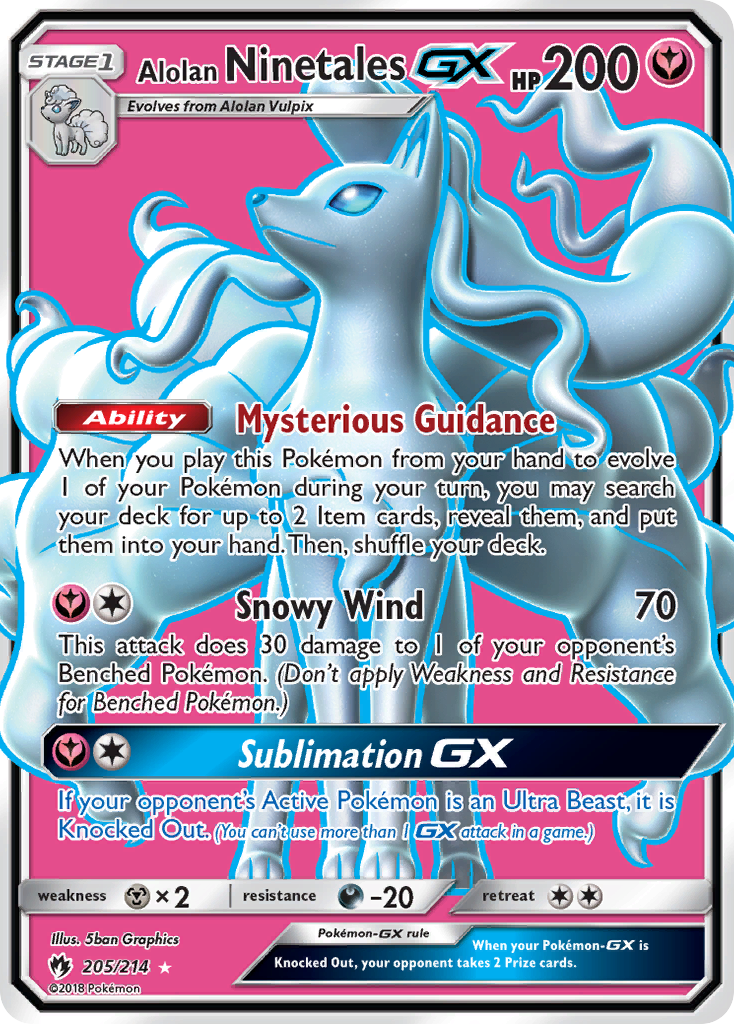 STAGE1 Alolan Ninetales GX HP200
Evolves from Alolan Vulpix
Ability Mysterious Guidance
When you play this Pokémon from your hand to evolve
1 of your Pokémon during your turn, you may search
your deck for up to 2 Item cards, reveal them, and put
them into your hand. Then, shuffle your deck.
Snowy Wind 70
This attack does 30 damage to 1 of your opponent's
Benched Pokémon. (Don't apply Weakness and Resistance
for Benched Pokémon.)
Sublimation GX
If your opponent's Active Pokémon is an Ultra Beast, it is
Knocked Out. (You can't use more than 1 GX attack in a game.)
weakness ×2 resistance -20 retreat
Illus. 5ban Graphics
205/214
©2018 Pokémon
Pokémon-GX rule
When your Pokémon-GX is
Knocked Out, your opponent takes 2 Prize cards.